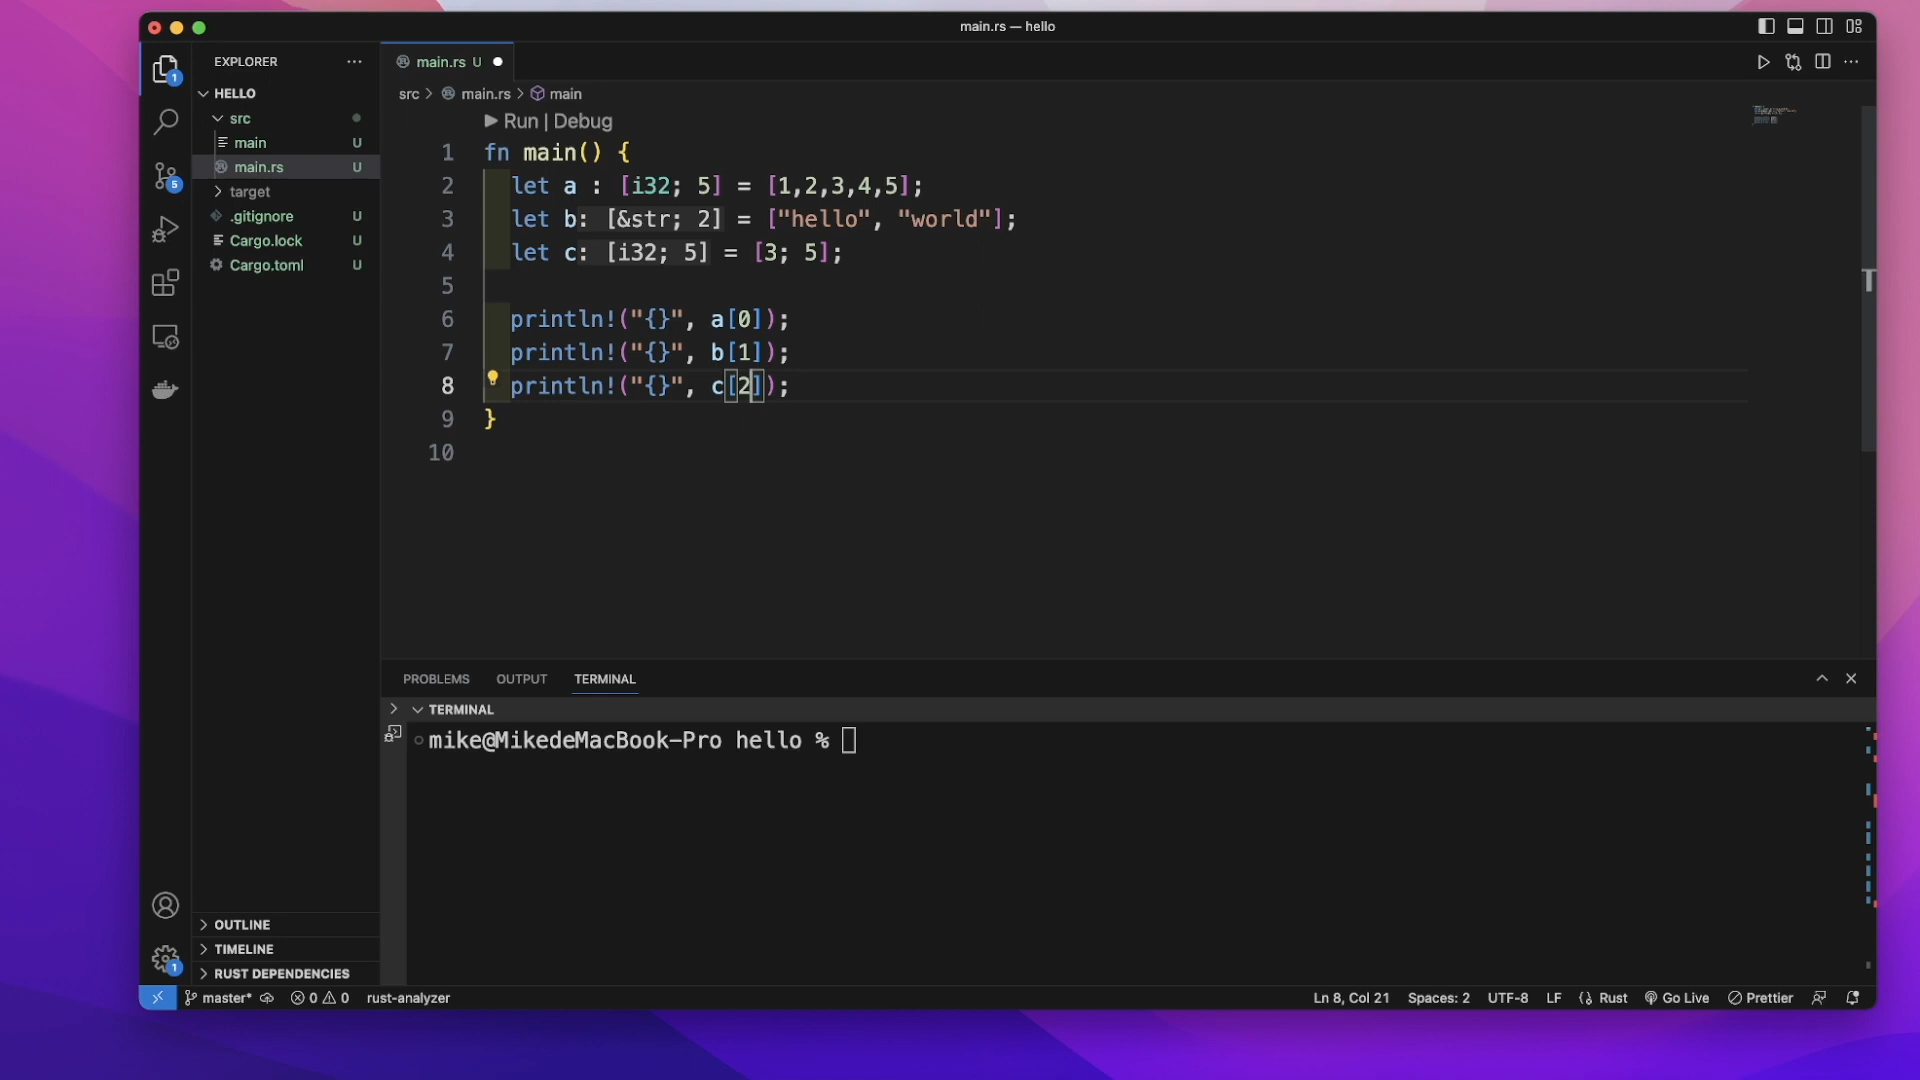 main.rs — hello
EXPLORER
HELLO
src
main U
main.rs U
target
.gitignore U
Cargo.lock U
Cargo.toml U
OUTLINE
TIMELINE
RUST DEPENDENCIES
1
5
1
main.rs U
src > main.rs > main
Run | Debug
1 fn main() {
2 let a : [i32; 5] = [1,2,3,4,5];
3 let b: [&str; 2] = ["hello", "world"];
4 let c: [i32; 5] = [3; 5];
5
6 println!("{}", a[0]);
7 println!("{}", b[1]);
8 println!("{}", c[2]);
9 }
10
PROBLEMS OUTPUT TERMINAL
TERMINAL
mike@MikedeMacBook-Pro hello %
master* 0 0 rust-analyzer Ln 8, Col 21 Spaces: 2 UTF-8 LF Rust Go Live Prettier